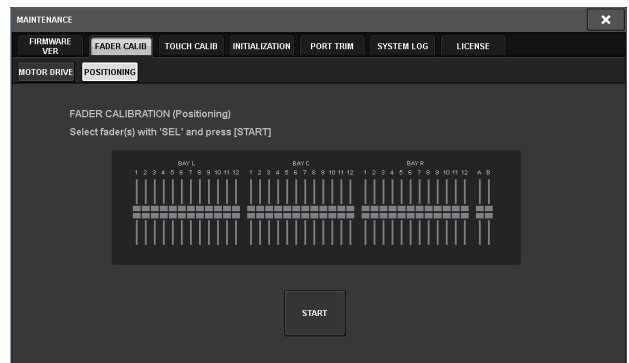 MAINTENANCE
FIRMWARE VER FADER CALIB TOUCH CALIB INITIALIZATION PORT TRIM SYSTEM LOG LICENSE
MOTOR DRIVE POSITIONING
FADER CALIBRATION (Positioning)
Select fader(s) with 'SEL' and press [START]
BAY L BAY C BAY R
1 2 3 4 5 6 7 8 9 10 11 12 1 2 3 4 5 6 7 8 9 10 11 12 1 2 3 4 5 6 7 8 9 10 11 12 A B
START